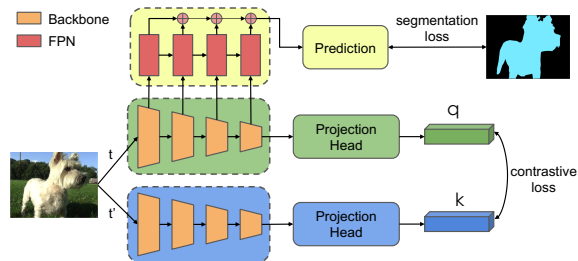 Backbone
FPN
Prediction
segmentation
loss
t
Projection
Head
q
contrastive
loss
t'
Projection
Head
k